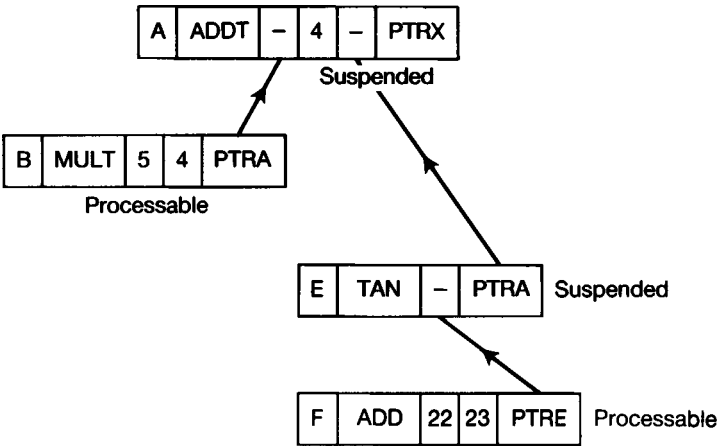 A ADDT – 4 – PTRX
Suspended
B MULT 5 4 PTRA
Processable
E TAN – PTRA Suspended
F ADD 22 23 PTRE Processable